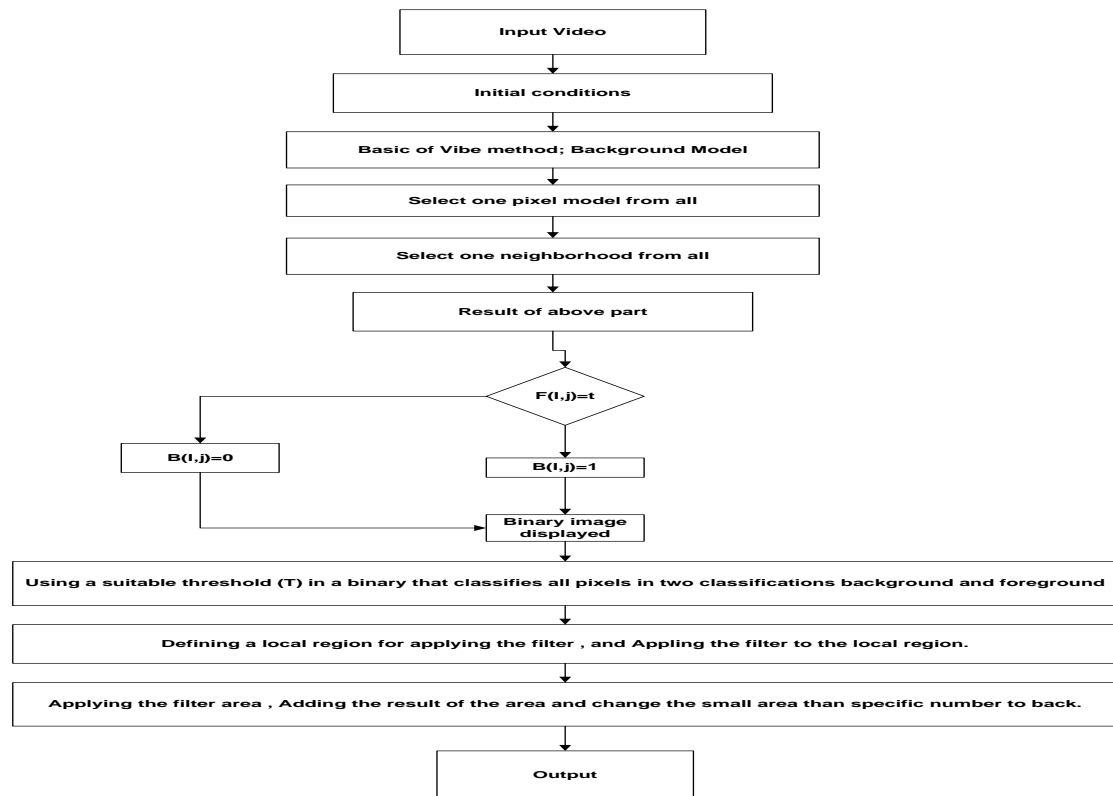 Input Video
Initial conditions
Basic of Vibe method; Background Model
Select one pixel model from all
Select one neighborhood from all
Result of above part
F(I,j)=t
B(I,j)=0
B(I,j)=1
Binary image
displayed
Using a suitable threshold (T) in a binary that classifies all pixels in two classifications background and foreground
Defining a local region for applying the filter , and Appling the filter to the local region.
Applying the filter area , Adding the result of the area and change the small area than specific number to back.
Output